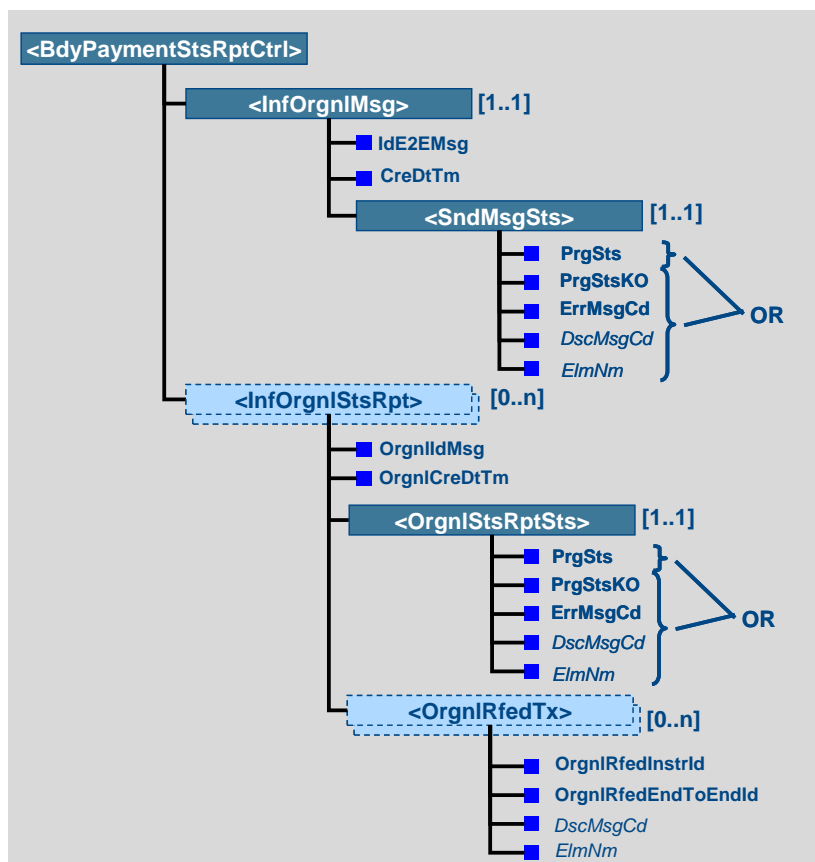 <BdyPaymentStsRptCtrl>
<InfOrgnlMsg> [1..1]
IdE2EMsg
CreDtTm
<SndMsgSts> [1..1]
PrgSts
PrgStsKO
ErrMsgCd
OR
DscMsgCd
ElmNm
<InfOrgnlStsRpt> [0..n]
OrgnlIdMsg
OrgnlCreDtTm
<OrgnlStsRptSts> [1..1]
PrgSts
PrgStsKO
ErrMsgCd
OR
DscMsgCd
ElmNm
<OrgnlRfedTx> [0..n]
OrgnlRfedInstrId
OrgnlRfedEndToEndId
DscMsgCd
ElmNm